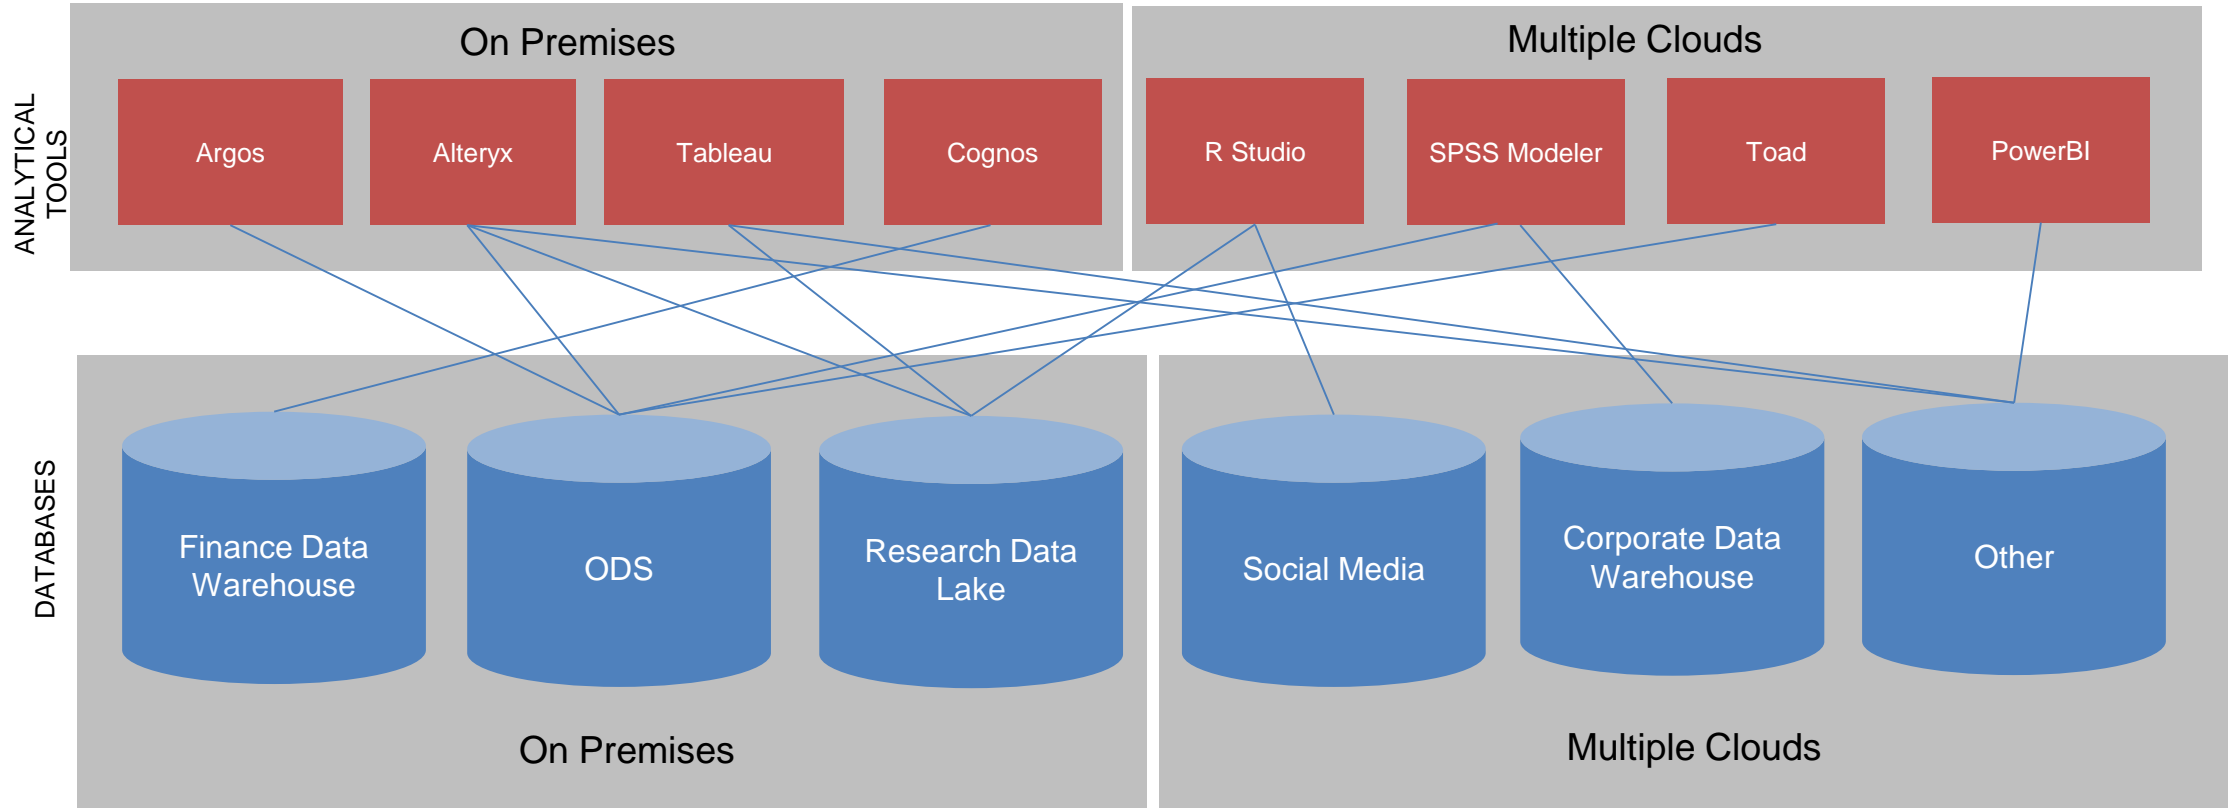 On Premises
Multiple Clouds
ANALYTICAL
TOOLS
Argos
Alteryx
Tableau
Cognos
R Studio
SPSS Modeler
Toad
PowerBI
DATABASES
Finance Data
Warehouse
ODS
Research Data
Lake
Social Media
Corporate Data
Warehouse
Other
On Premises
Multiple Clouds